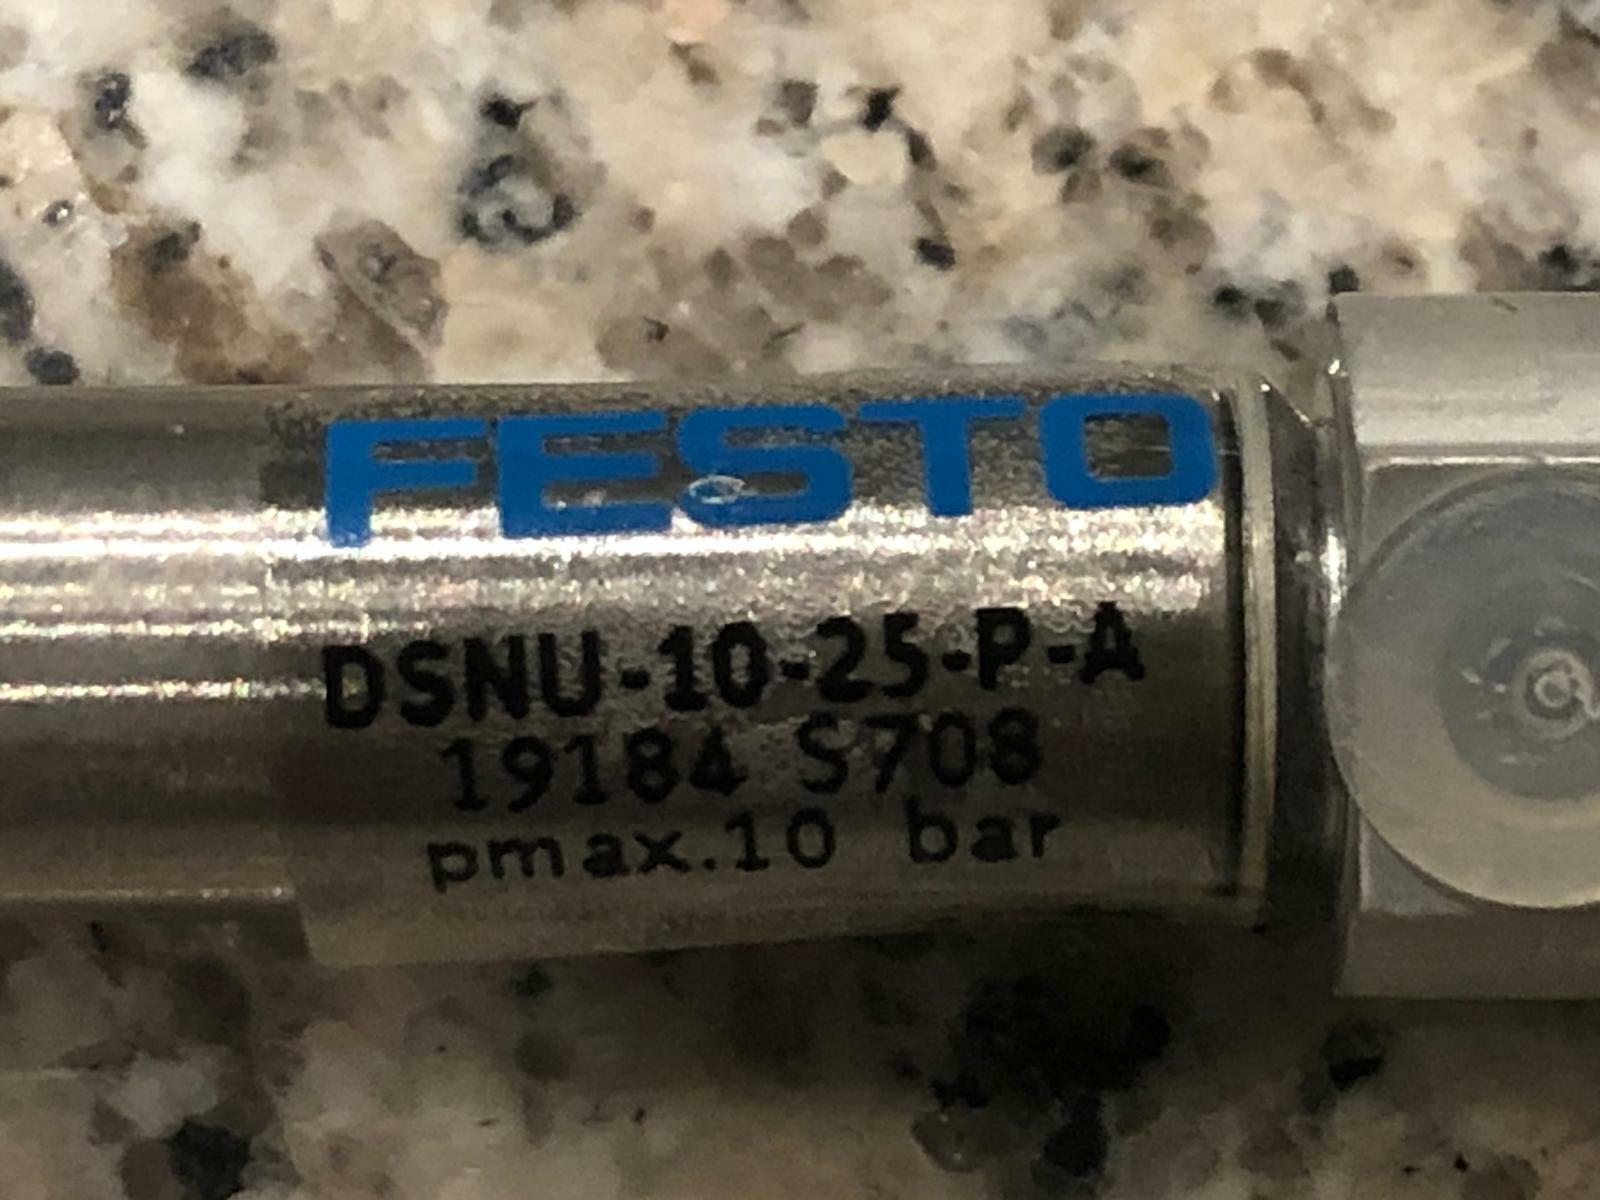 FESTO
DSNU-10-25-P-A
19184 S708
pmax.10 bar